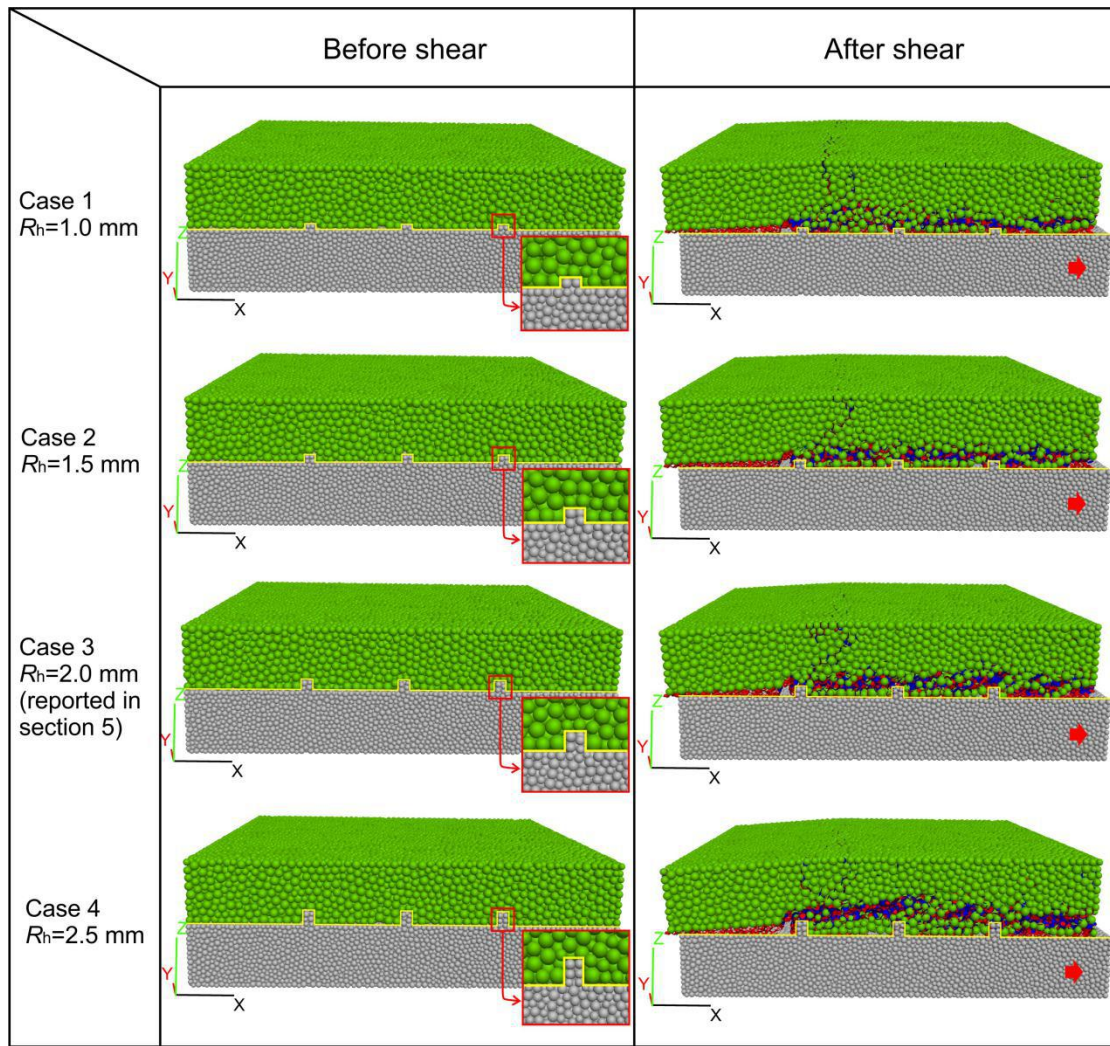 Before shear
After shear
Case 1
Rh=1.0 mm
Z
Y
X
Z
Y
X
Case 2
Rh=1.5 mm
Z
Y
X
Z
Y
X
Case 3
Rh=2.0 mm
(reported in
section 5)
Z
Y
X
Z
Y
X
Case 4
Rh=2.5 mm
Z
Y
X
Z
Y
X